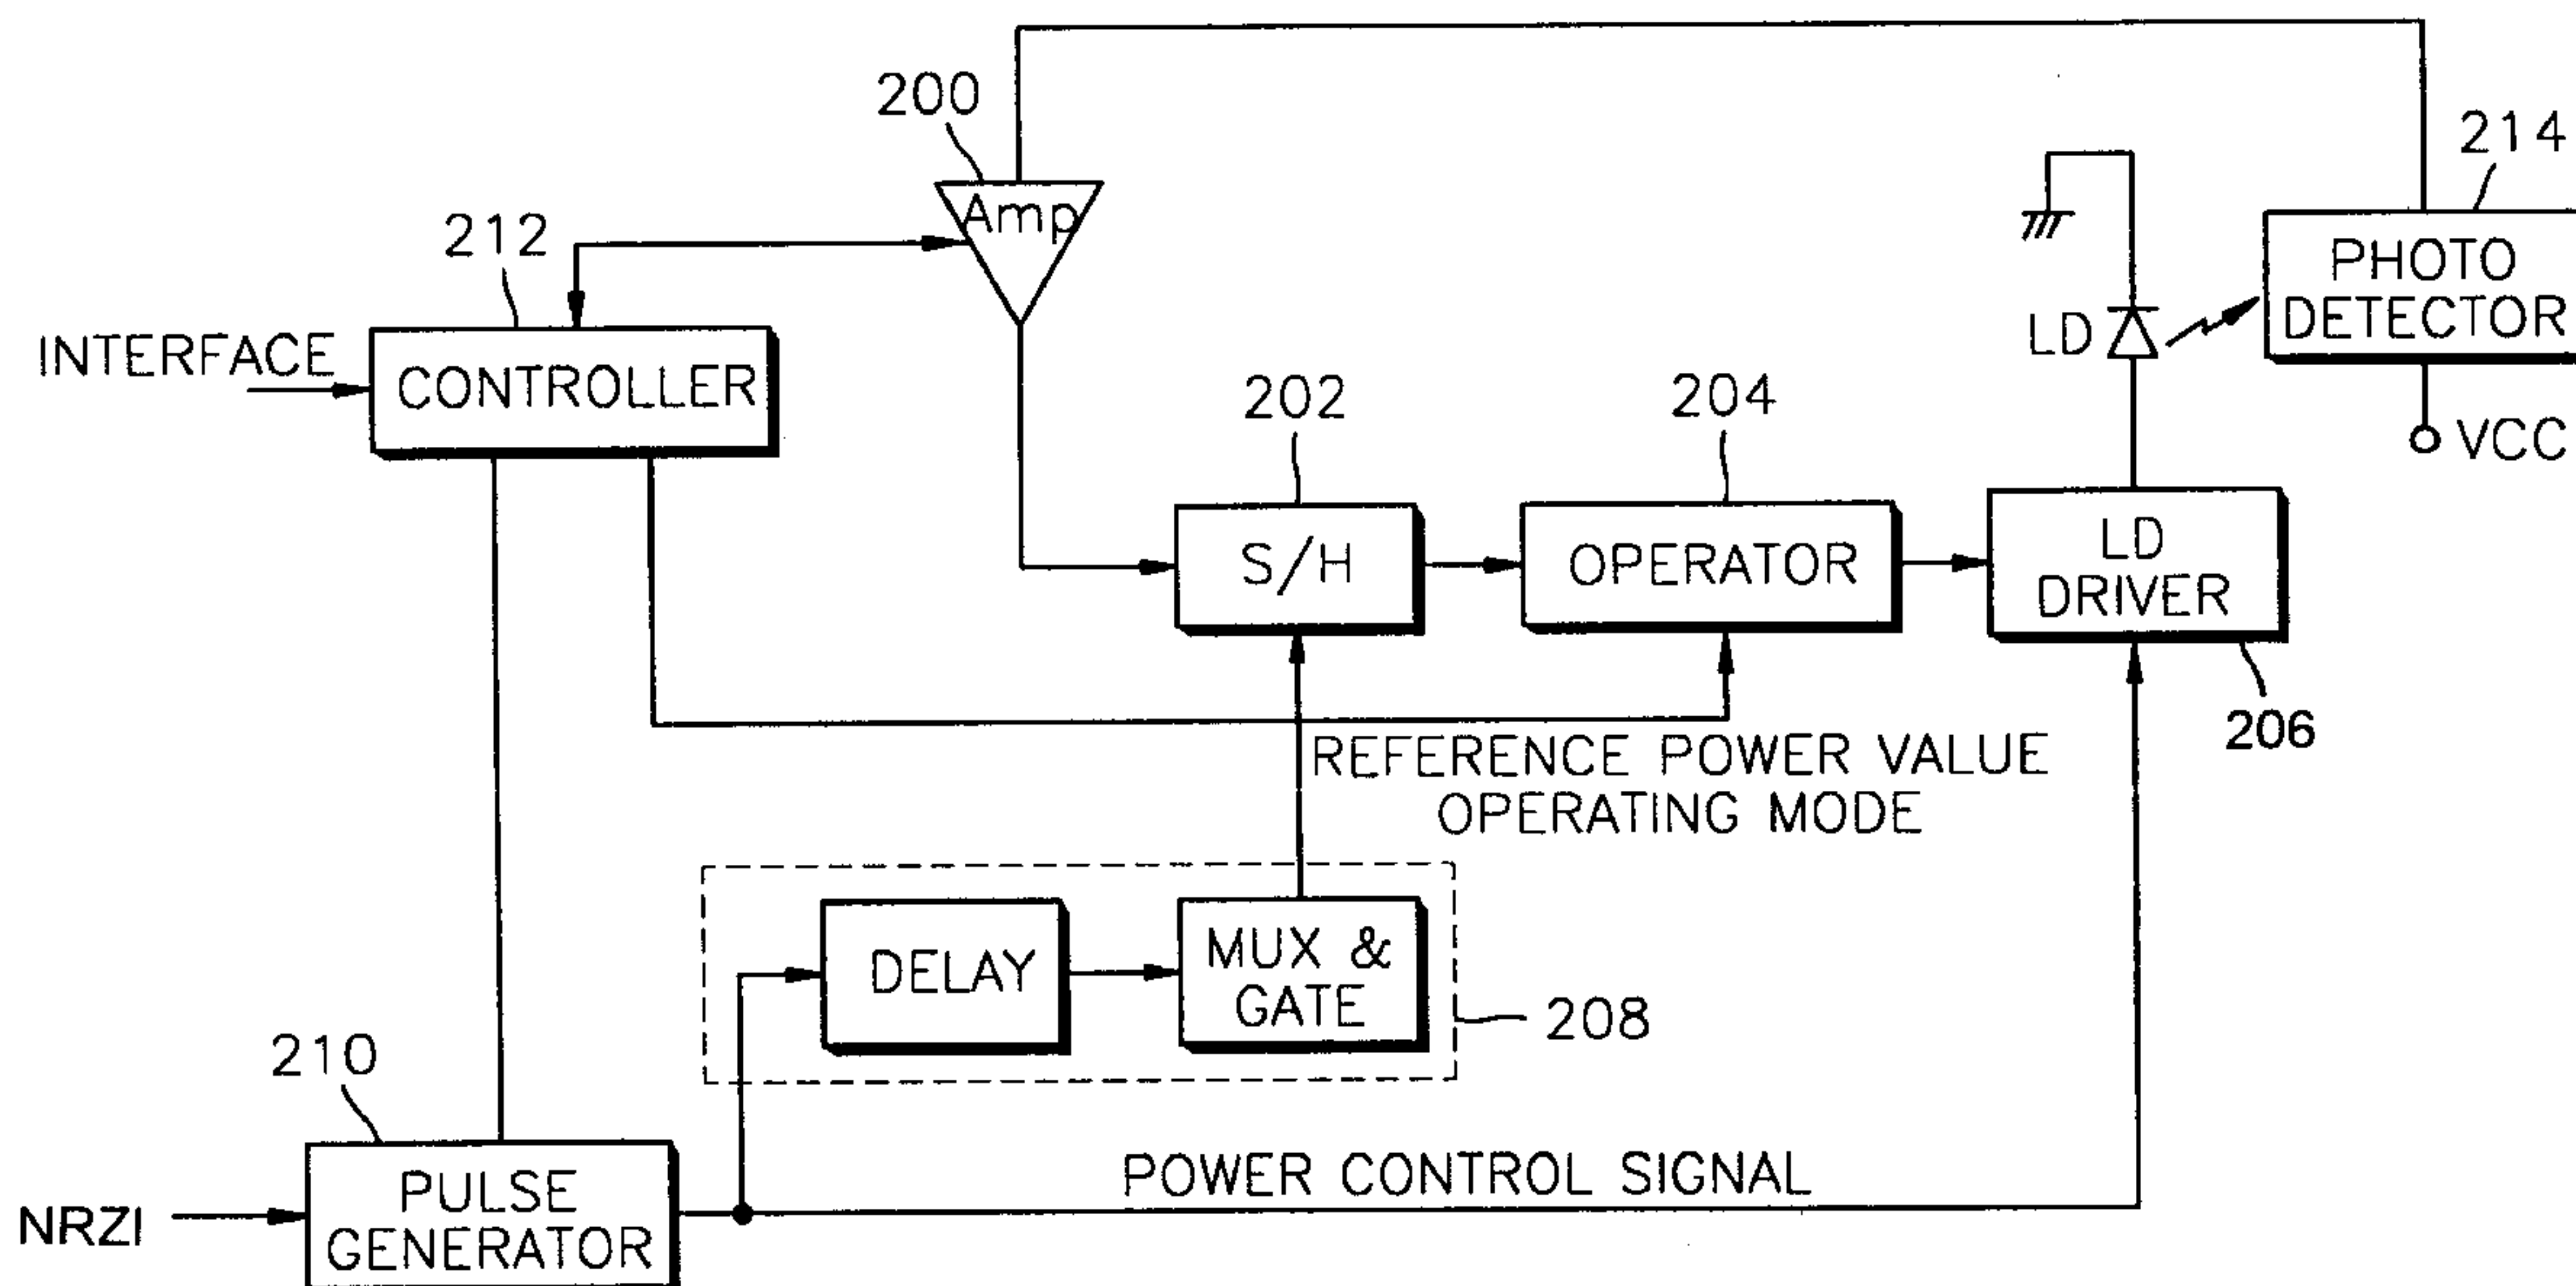 200
Amp
214
PHOTO
DETECTOR
212
INTERFACE
CONTROLLER
LD
VCC
202
204
S/H
OPERATOR
LD
DRIVER
206
REFERENCE POWER VALUE
OPERATING MODE
DELAY
MUX &
GATE
208
210
POWER CONTROL SIGNAL
NRZI
PULSE
GENERATOR